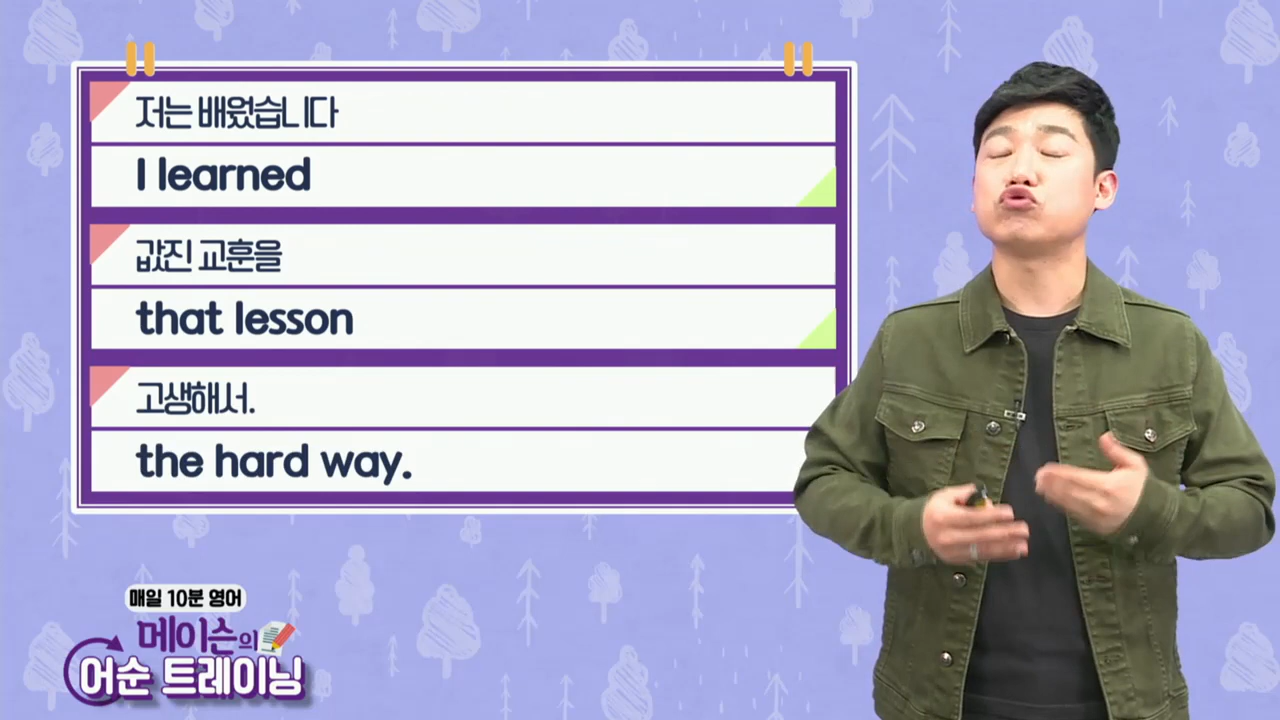 저는 배웠습니다
I learned
값진 교훈을
that lesson
고생해서.
the hard way.
매일 10분 영어
메이슨의
어순 트레이닝